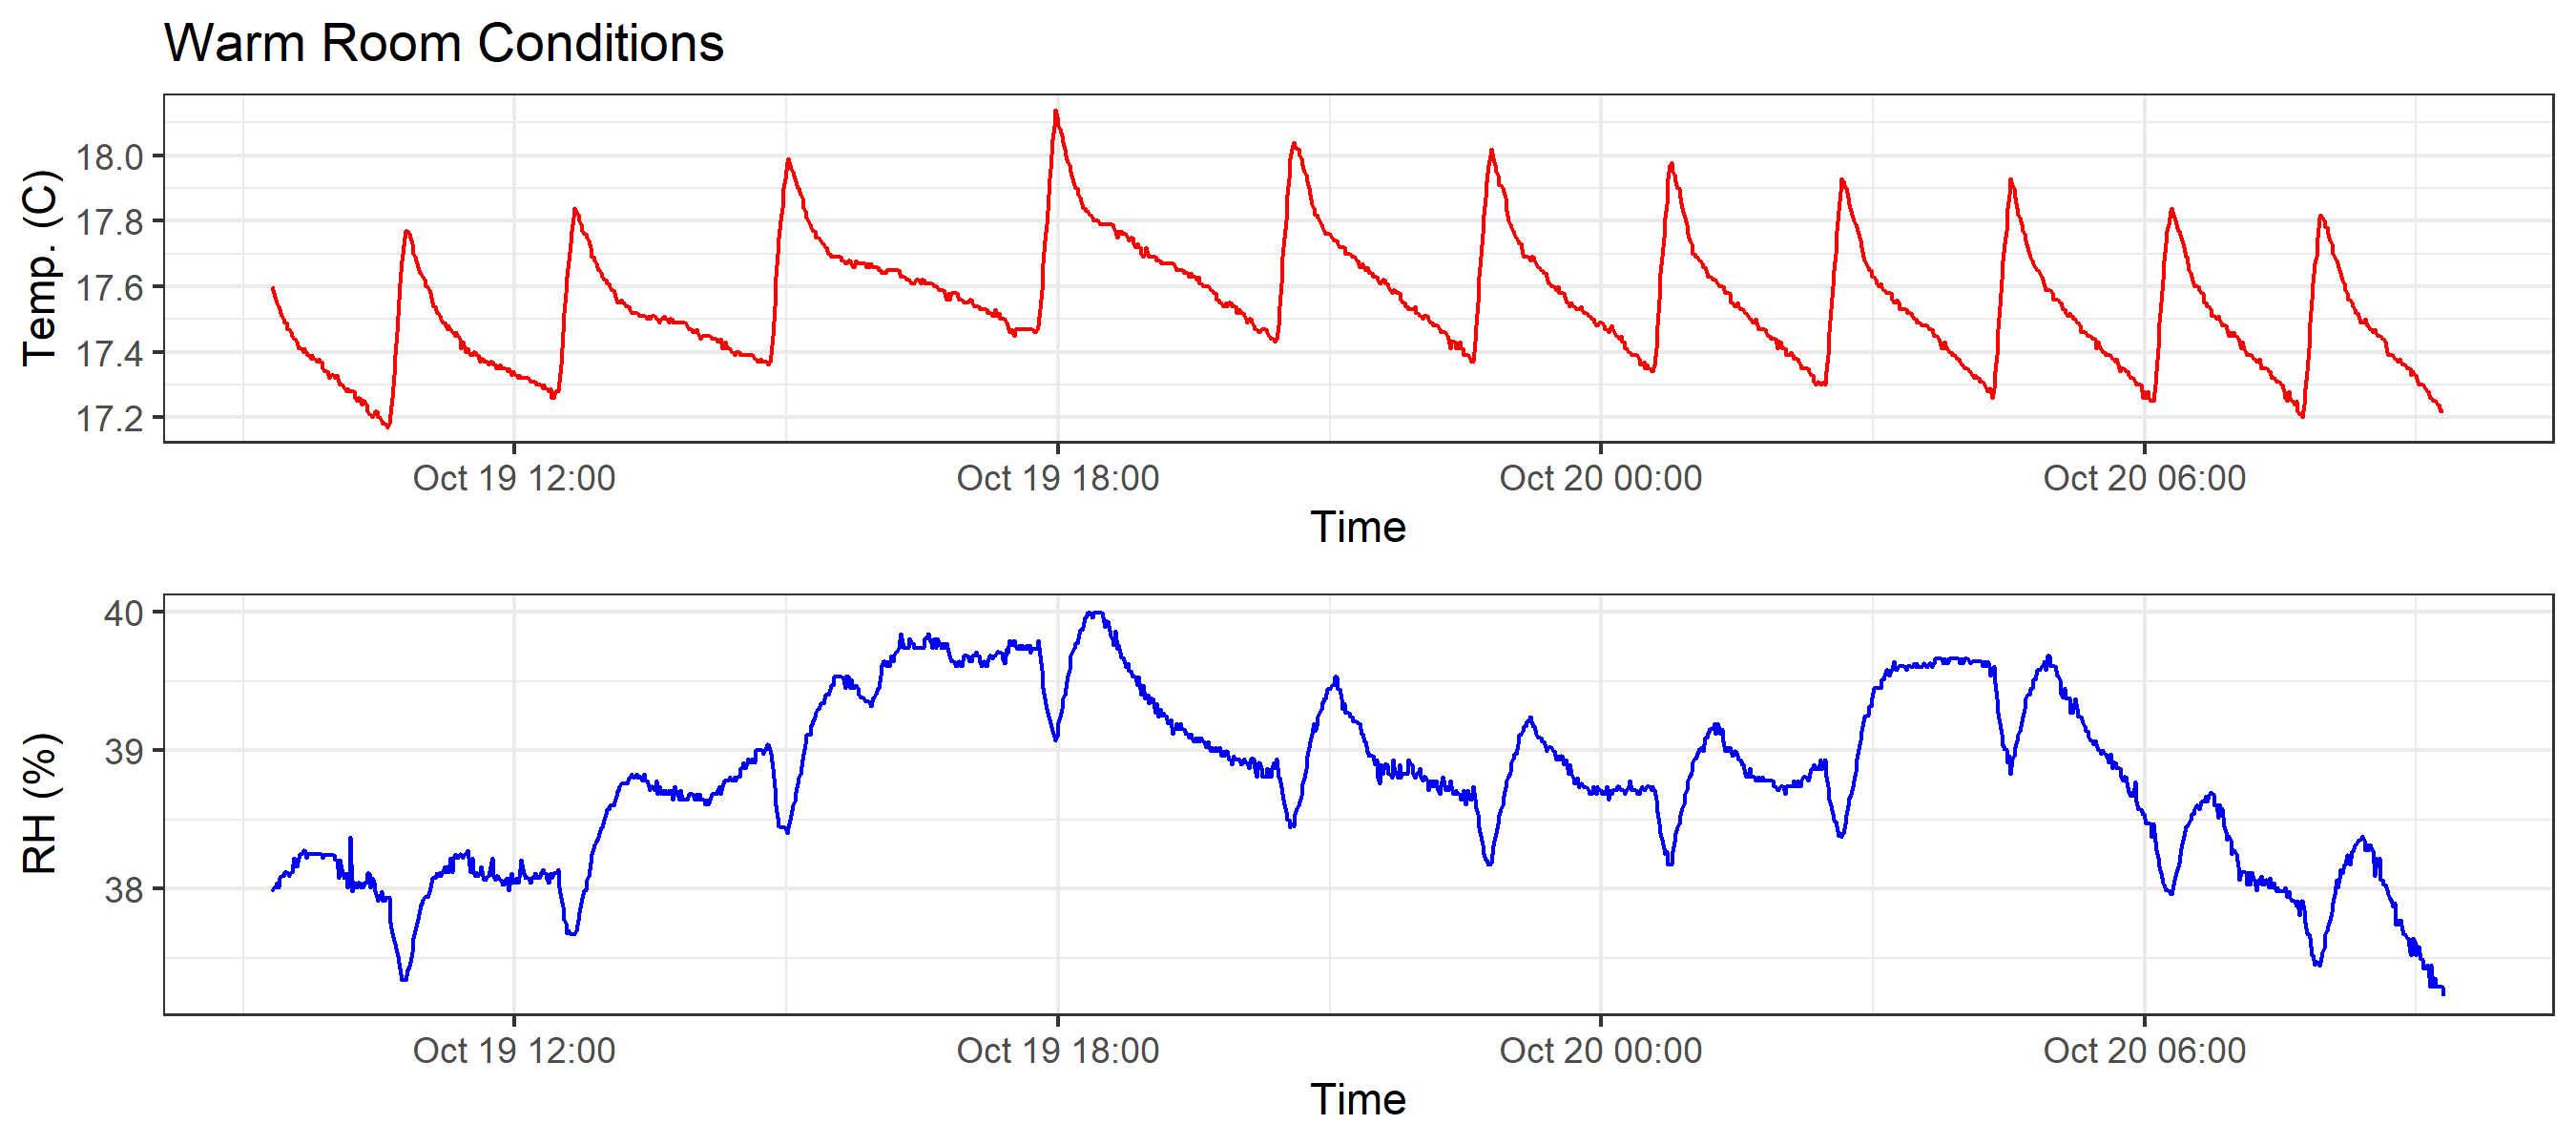 Warm Room Conditions
Temp. (C)
18.0
17.8
17.6
17.4
17.2
Oct 19 12:00 Oct 19 18:00 Oct 20 00:00 Oct 20 06:00
Time
RH (%)
40
39
38
Oct 19 12:00 Oct 19 18:00 Oct 20 00:00 Oct 20 06:00
Time